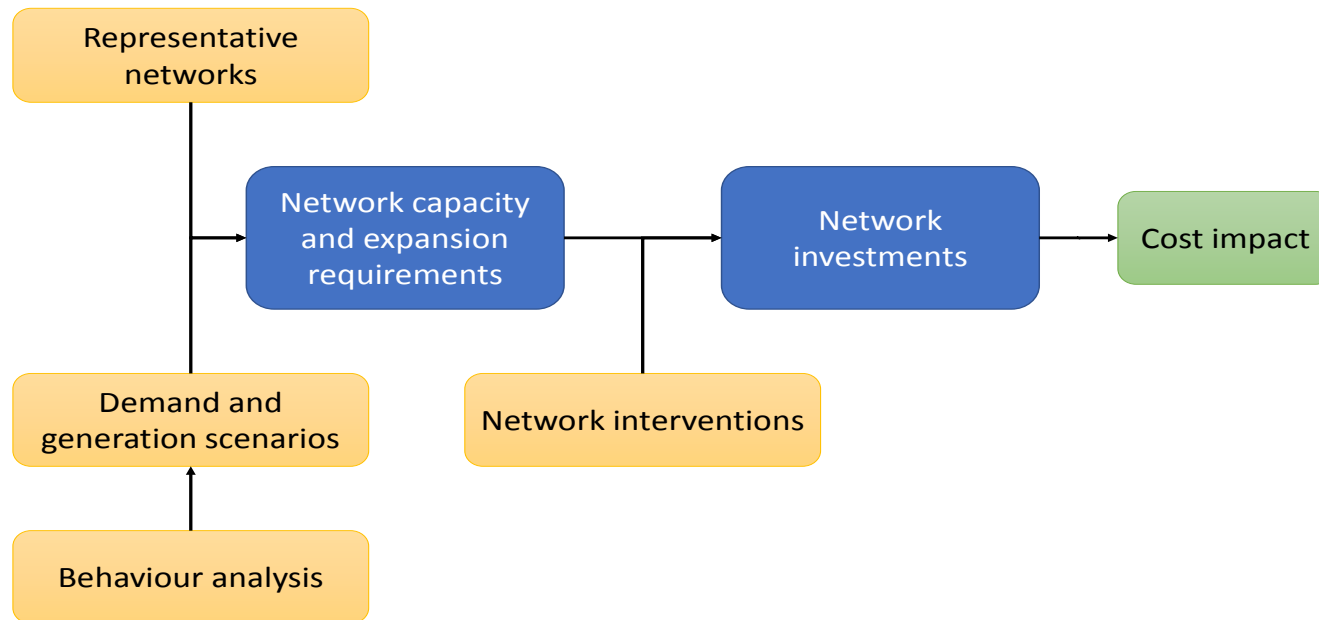 Representative
networks
Network capacity
and expansion
requirements
Network
investments
Cost impact
Demand and
generation scenarios
Network interventions
Behaviour analysis